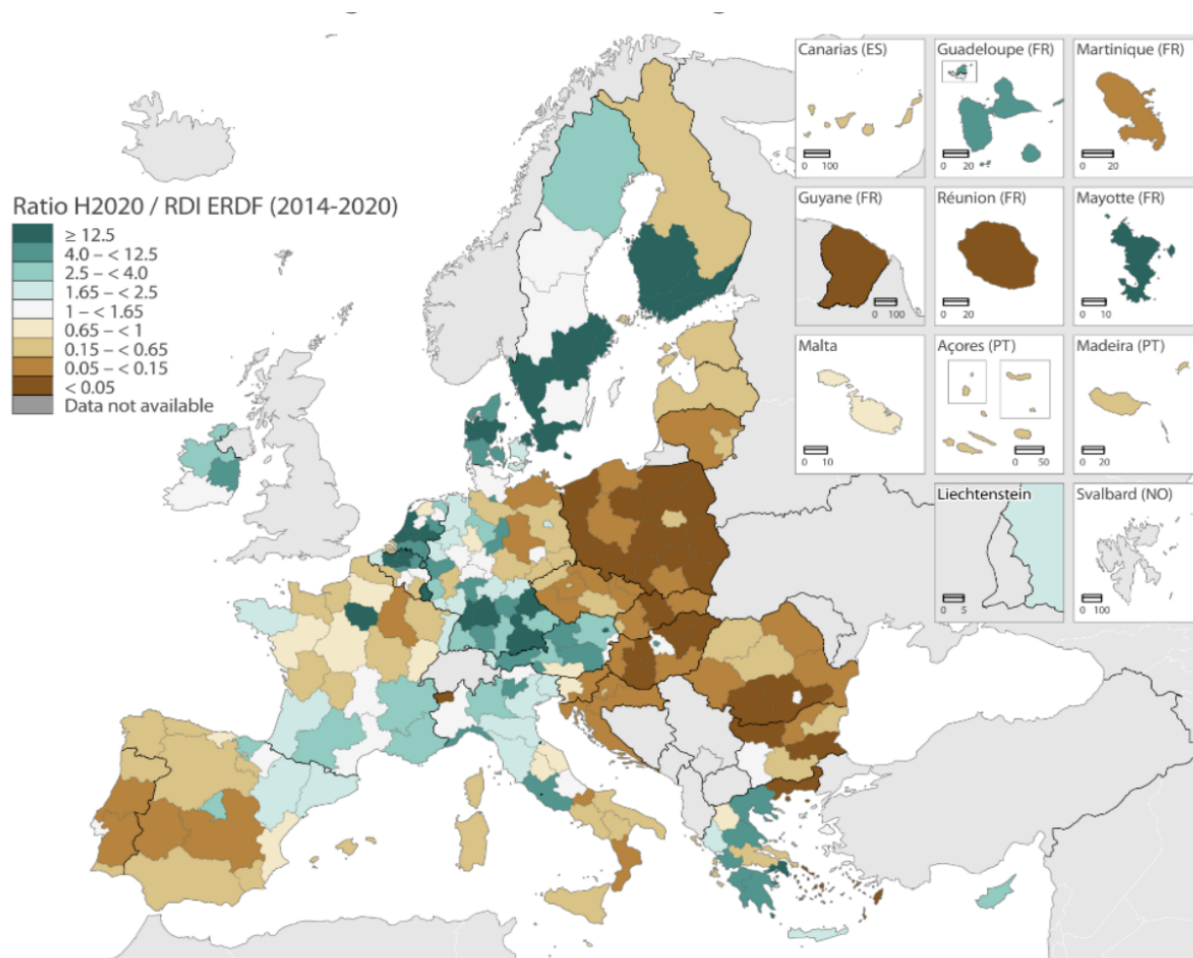 Ratio H2020 / RDI ERDF (2014-2020)
≥ 12.5
4.0 – < 12.5
2.5 – < 4.0
1.65 – < 2.5
1 – < 1.65
0.65 – < 1
0.15 – < 0.65
0.05 – < 0.15
< 0.05
Data not available
Canarias (ES)
0 100
Guadeloupe (FR)
0 20
Martinique (FR)
0 20
Guyane (FR)
0 100
Réunion (FR)
0 20
Mayotte (FR)
0 10
Malta
0 10
Açores (PT)
0 50
Madeira (PT)
0 20
Liechtenstein
0 5
Svalbard (NO)
0 100